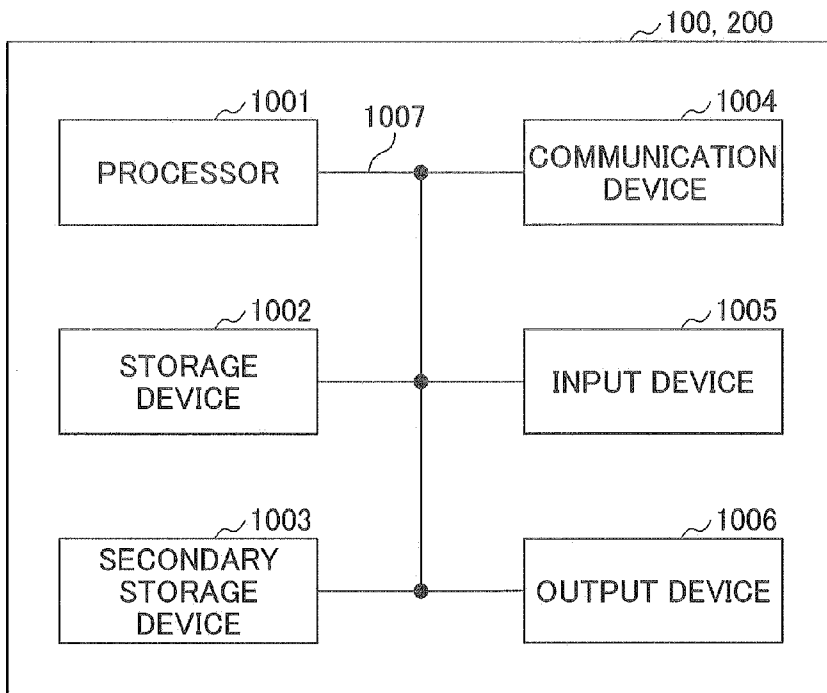 100, 200
1001
PROCESSOR
1007
1004
COMMUNICATION
DEVICE
1002
STORAGE
DEVICE
1005
INPUT DEVICE
1003
SECONDARY
STORAGE
DEVICE
1006
OUTPUT DEVICE